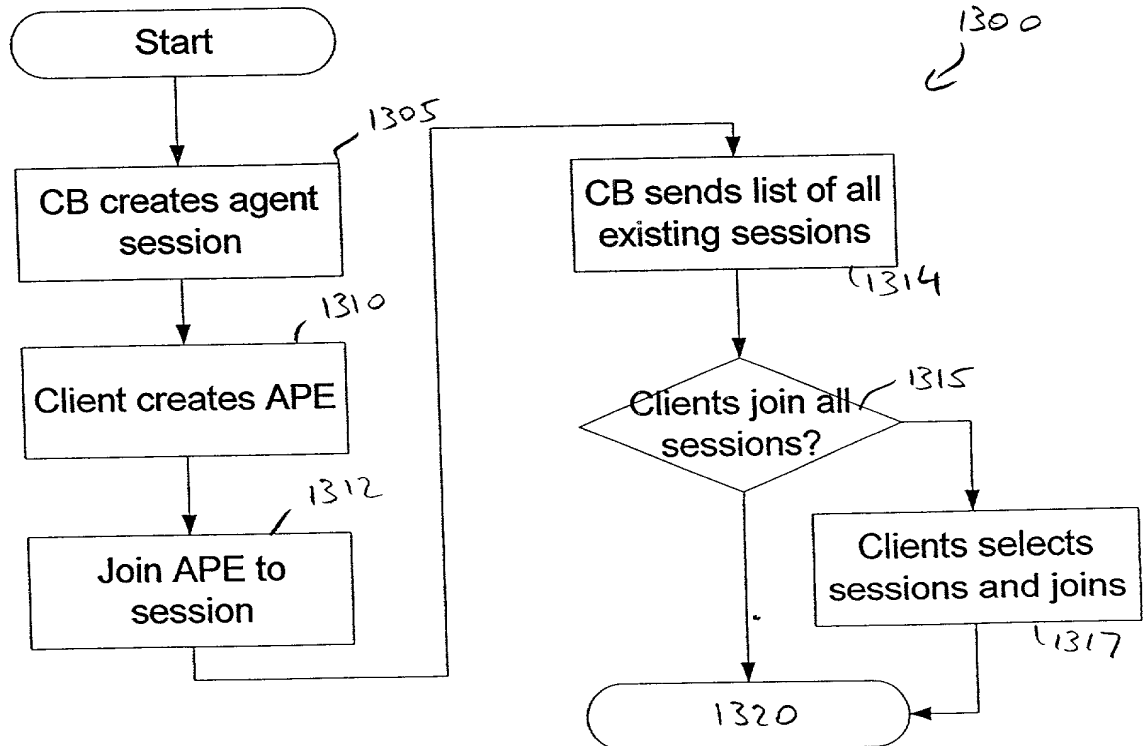 Start
1300
1305
CB creates agent
session
1310
Client creates APE
1312
Join APE to
session
CB sends list of all
existing sessions
1314
Clients join all
sessions?
1315
Clients selects
sessions and joins
1317
1320